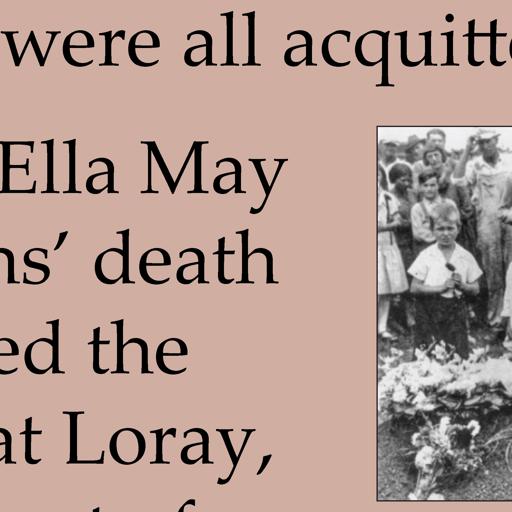 were all acquitt
Ella May
ns’ death
ed the
at Loray,